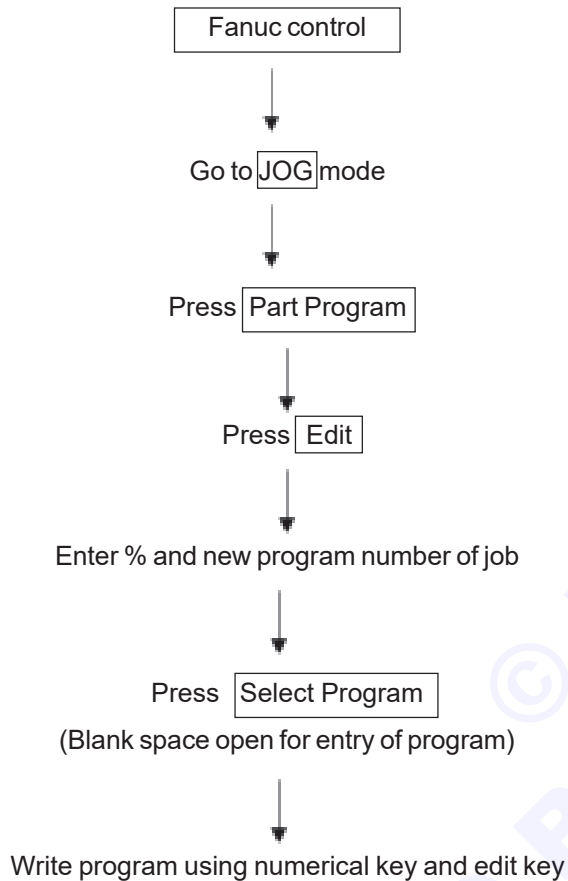 Fanuc control
Go to JOG mode
Press Part Program
Press Edit
Enter % and new program number of job
Press Select Program
(Blank space open for entry of program)
Write program using numerical key and edit key